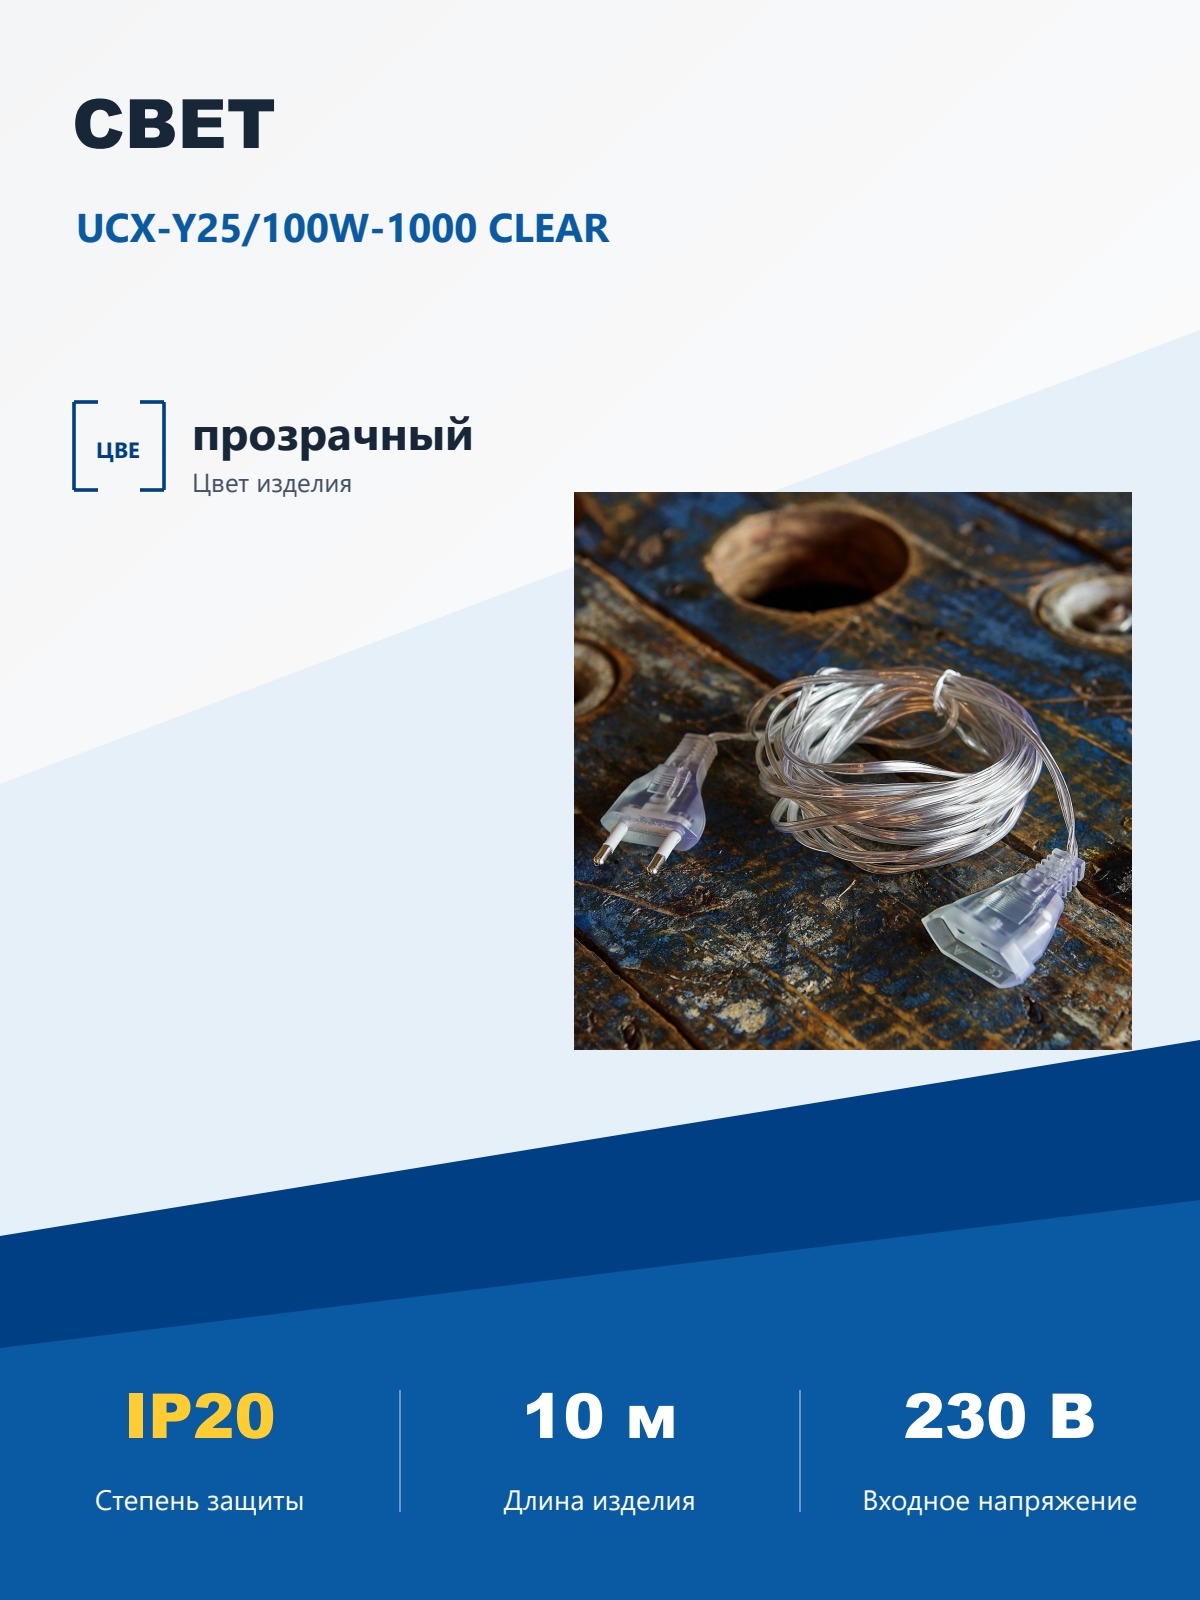 СВЕТ
UCX-Y25/100W-1000 CLEAR
ЦВЕ
прозрачный
Цвет изделия
IP20
10 м
230 В
Степень защиты
Длина изделия
Входное напряжение